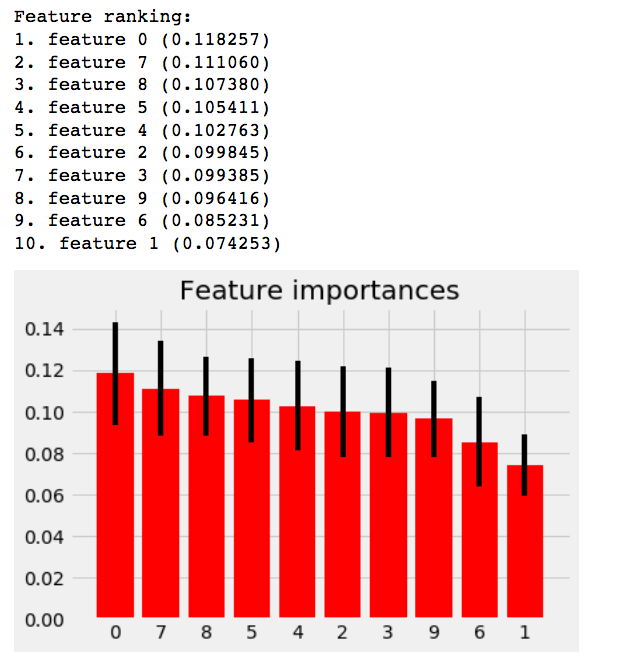 Feature ranking:
1. feature 0 (0.118257)
2. feature 7 (0.111060)
3. feature 8 (0.107380)
4. feature 5 (0.105411)
5. feature 4 (0.102763)
6. feature 2 (0.099845)
7. feature 3 (0.099385)
8. feature 9 (0.096416)
9. feature 6 (0.085231)
10. feature 1 (0.074253)
Feature importances
0.14
0.12
0.10
0.08
0.06
0.04
0.02
0.00
0 7 8 5 4 2 3 9 6 1